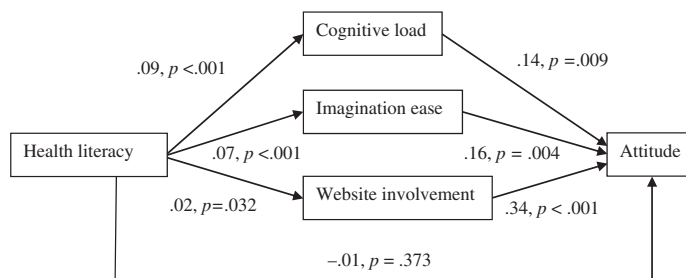 Cognitive load
.09, p <.001
.14, p =.009
Imagination ease
Health literacy
.07, p <.001
.16, p = .004
Attitude
Website involvement
.02, p=.032
.34, p < .001
–.01, p = .373